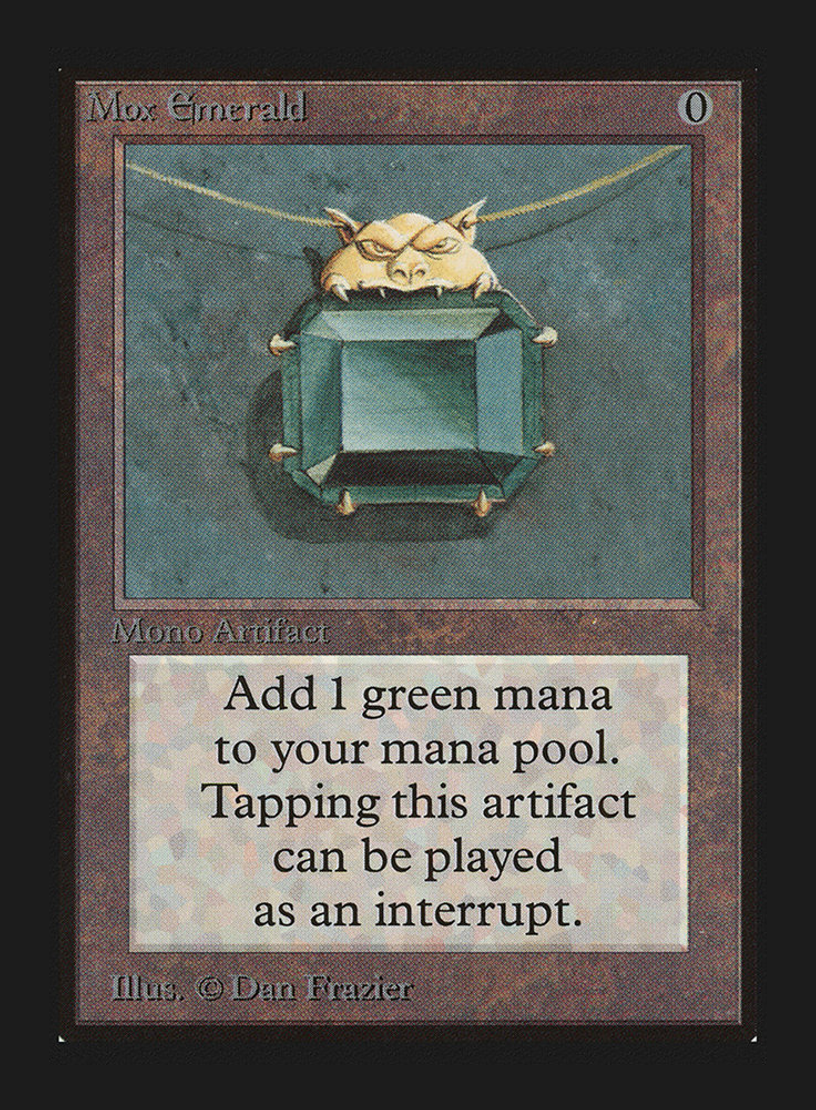 Mox Emerald 0
Mono Artifact
Add 1 green mana
to your mana pool.
Tapping this artifact
can be played
as an interrupt.
Illus. © Dan Frazier